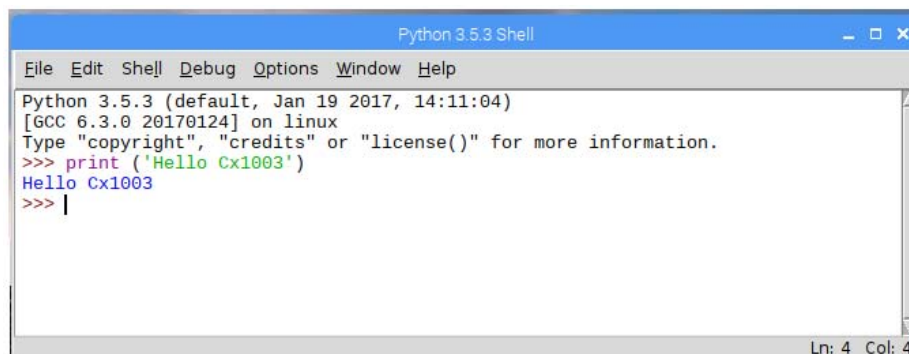 Python 3.5.3 Shell
File Edit Shell Debug Options Window Help
Python 3.5.3 (default, Jan 19 2017, 14:11:04)
[GCC 6.3.0 20170124] on linux
Type "copyright", "credits" or "license()" for more information.
>>> print ('Hello Cx1003')
Hello Cx1003
>>>
Ln: 4 Col: 4